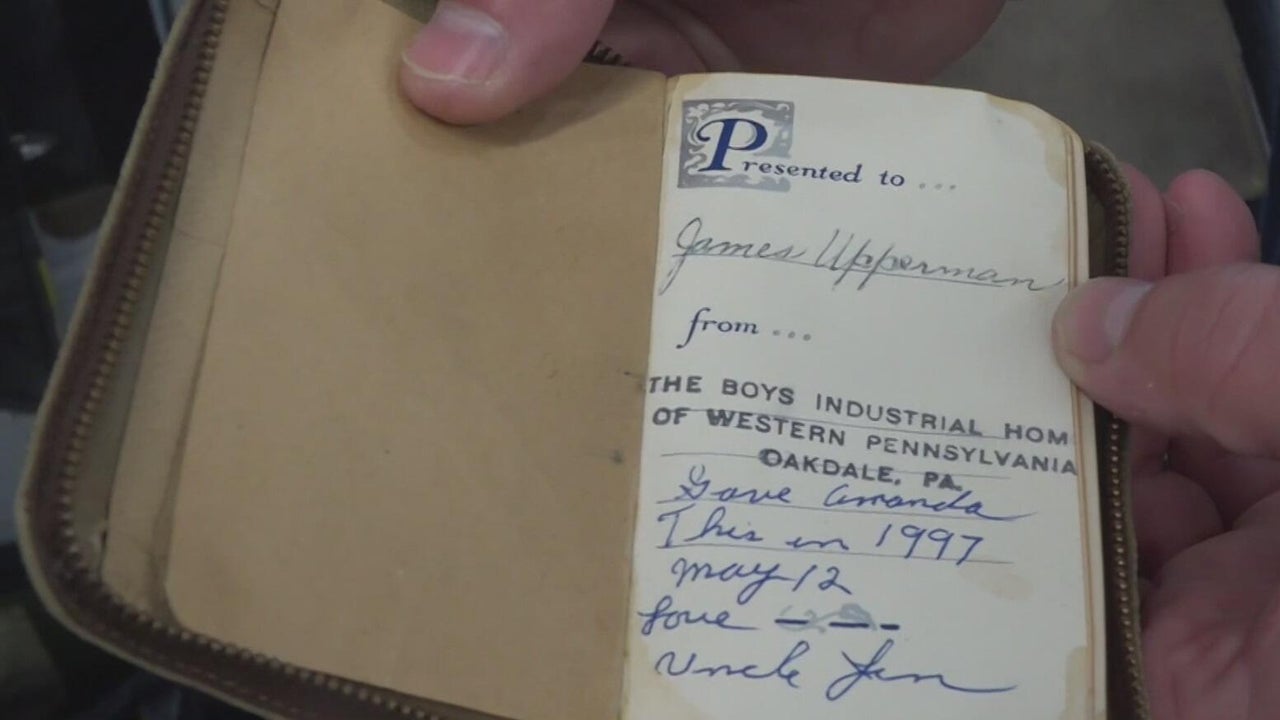 Presented to ...
James Upperman
from ...
THE BOYS INDUSTRIAL HOM
OF WESTERN PENNSYLVANIA
OAKDALE, PA.
Gave Amanda
This in 1997
May 12
Love ---
Uncle Jim